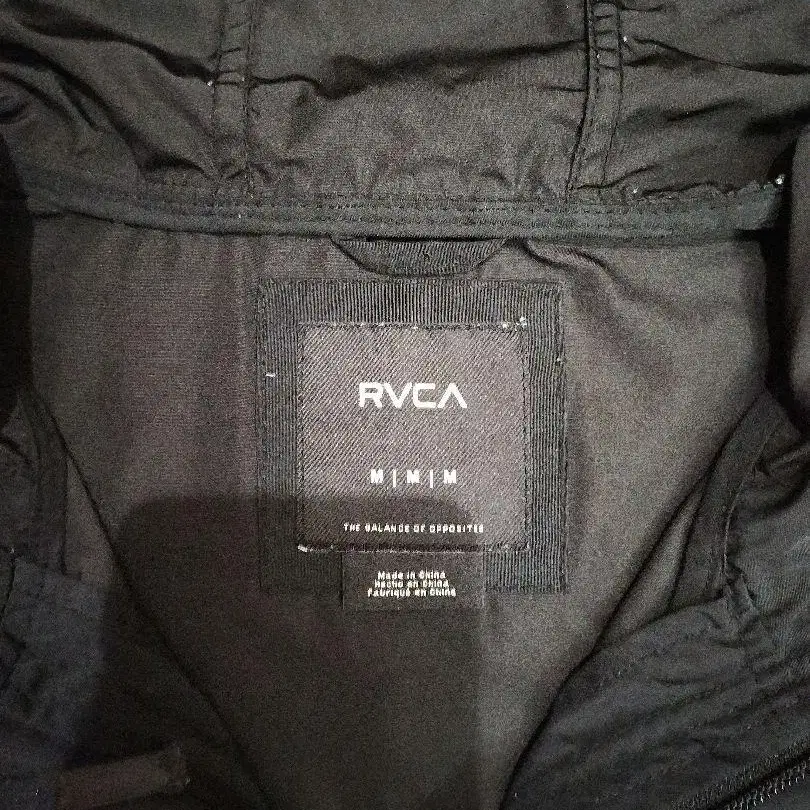 RVCA
M | M | M
THE BALANCE OF OPPOSITES
Made in China
Hecho en China
Fabriqué en Chine